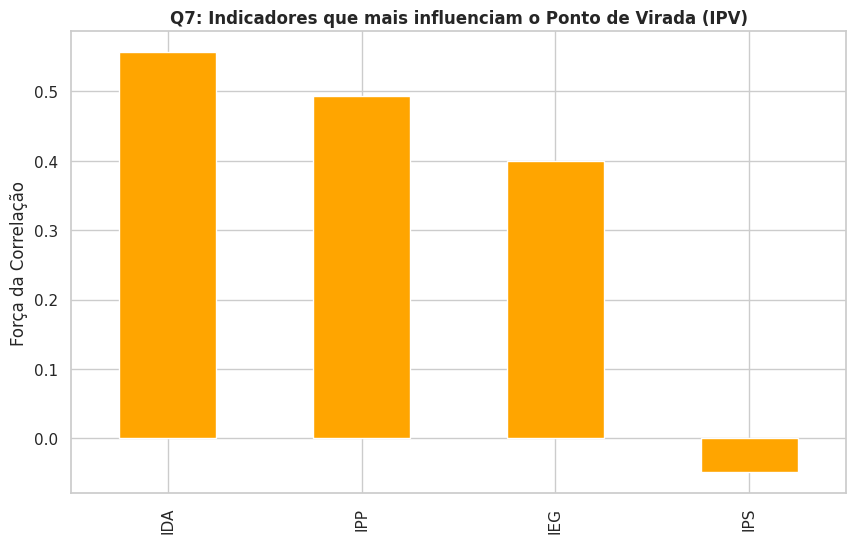 Q7: Indicadores que mais influenciam o Ponto de Virada (IPV)
Força da Correlação
0.5
0.4
0.3
0.2
0.1
0.0
IDA
IPP
IEG
IPS